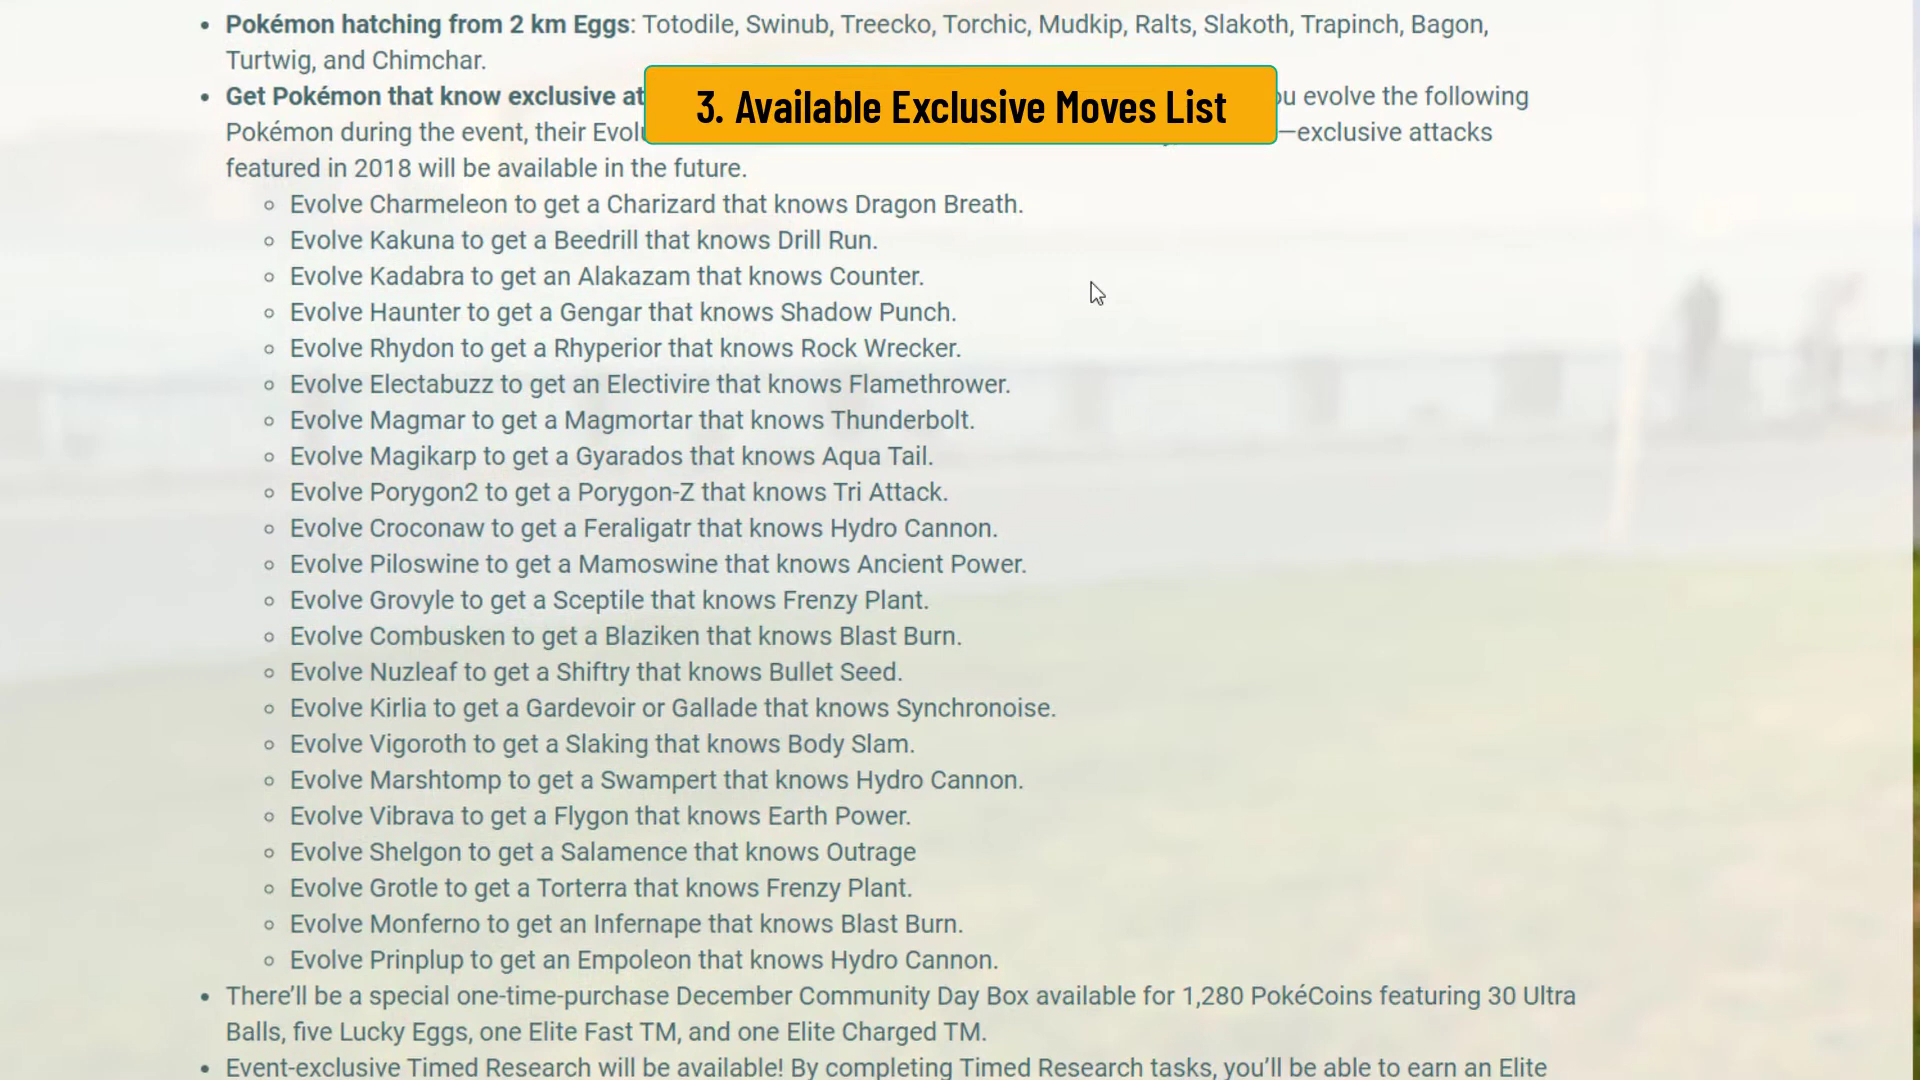 • Pokémon hatching from 2 km Eggs: Totodile, Swinub, Treecko, Torchic, Mudkip, Ralts, Slakoth, Trapinch, Bagon,
Turtwig, and Chimchar.
3. Available Exclusive Moves List
• Get Pokémon that know exclusive evolve the following
Pokémon during the event, their —exclusive attacks
featured in 2018 will be available in the future.
◦ Evolve Charmeleon to get a Charizard that knows Dragon Breath.
◦ Evolve Kakuna to get a Beedrill that knows Drill Run.
◦ Evolve Kadabra to get an Alakazam that knows Counter.
◦ Evolve Haunter to get a Gengar that knows Shadow Punch.
◦ Evolve Rhydon to get a Rhyperior that knows Rock Wrecker.
◦ Evolve Electabuzz to get an Electivire that knows Flamethrower.
◦ Evolve Magmar to get a Magmortar that knows Thunderbolt.
◦ Evolve Magikarp to get a Gyarados that knows Aqua Tail.
◦ Evolve Porygon2 to get a Porygon-Z that knows Tri Attack.
◦ Evolve Croconaw to get a Feraligatr that knows Hydro Cannon.
◦ Evolve Piloswine to get a Mamoswine that knows Ancient Power.
◦ Evolve Grovyle to get a Sceptile that knows Frenzy Plant.
◦ Evolve Combusken to get a Blaziken that knows Blast Burn.
◦ Evolve Nuzleaf to get a Shiftry that knows Bullet Seed.
◦ Evolve Kirlia to get a Gardevoir or Gallade that knows Synchronoise.
◦ Evolve Vigoroth to get a Slaking that knows Body Slam.
◦ Evolve Marshtomp to get a Swampert that knows Hydro Cannon.
◦ Evolve Vibrava to get a Flygon that knows Earth Power.
◦ Evolve Shelgon to get a Salamence that knows Outrage
◦ Evolve Grotle to get a Torterra that knows Frenzy Plant.
◦ Evolve Monferno to get an Infernape that knows Blast Burn.
◦ Evolve Prinplup to get an Empoleon that knows Hydro Cannon.
• There’ll be a special one-time-purchase December Community Day Box available for 1,280 PokéCoins featuring 30 Ultra
Balls, five Lucky Eggs, one Elite Fast TM, and one Elite Charged TM.
• Event-exclusive Timed Research will be available! By completing Timed Research tasks, you’ll be able to earn an Elite